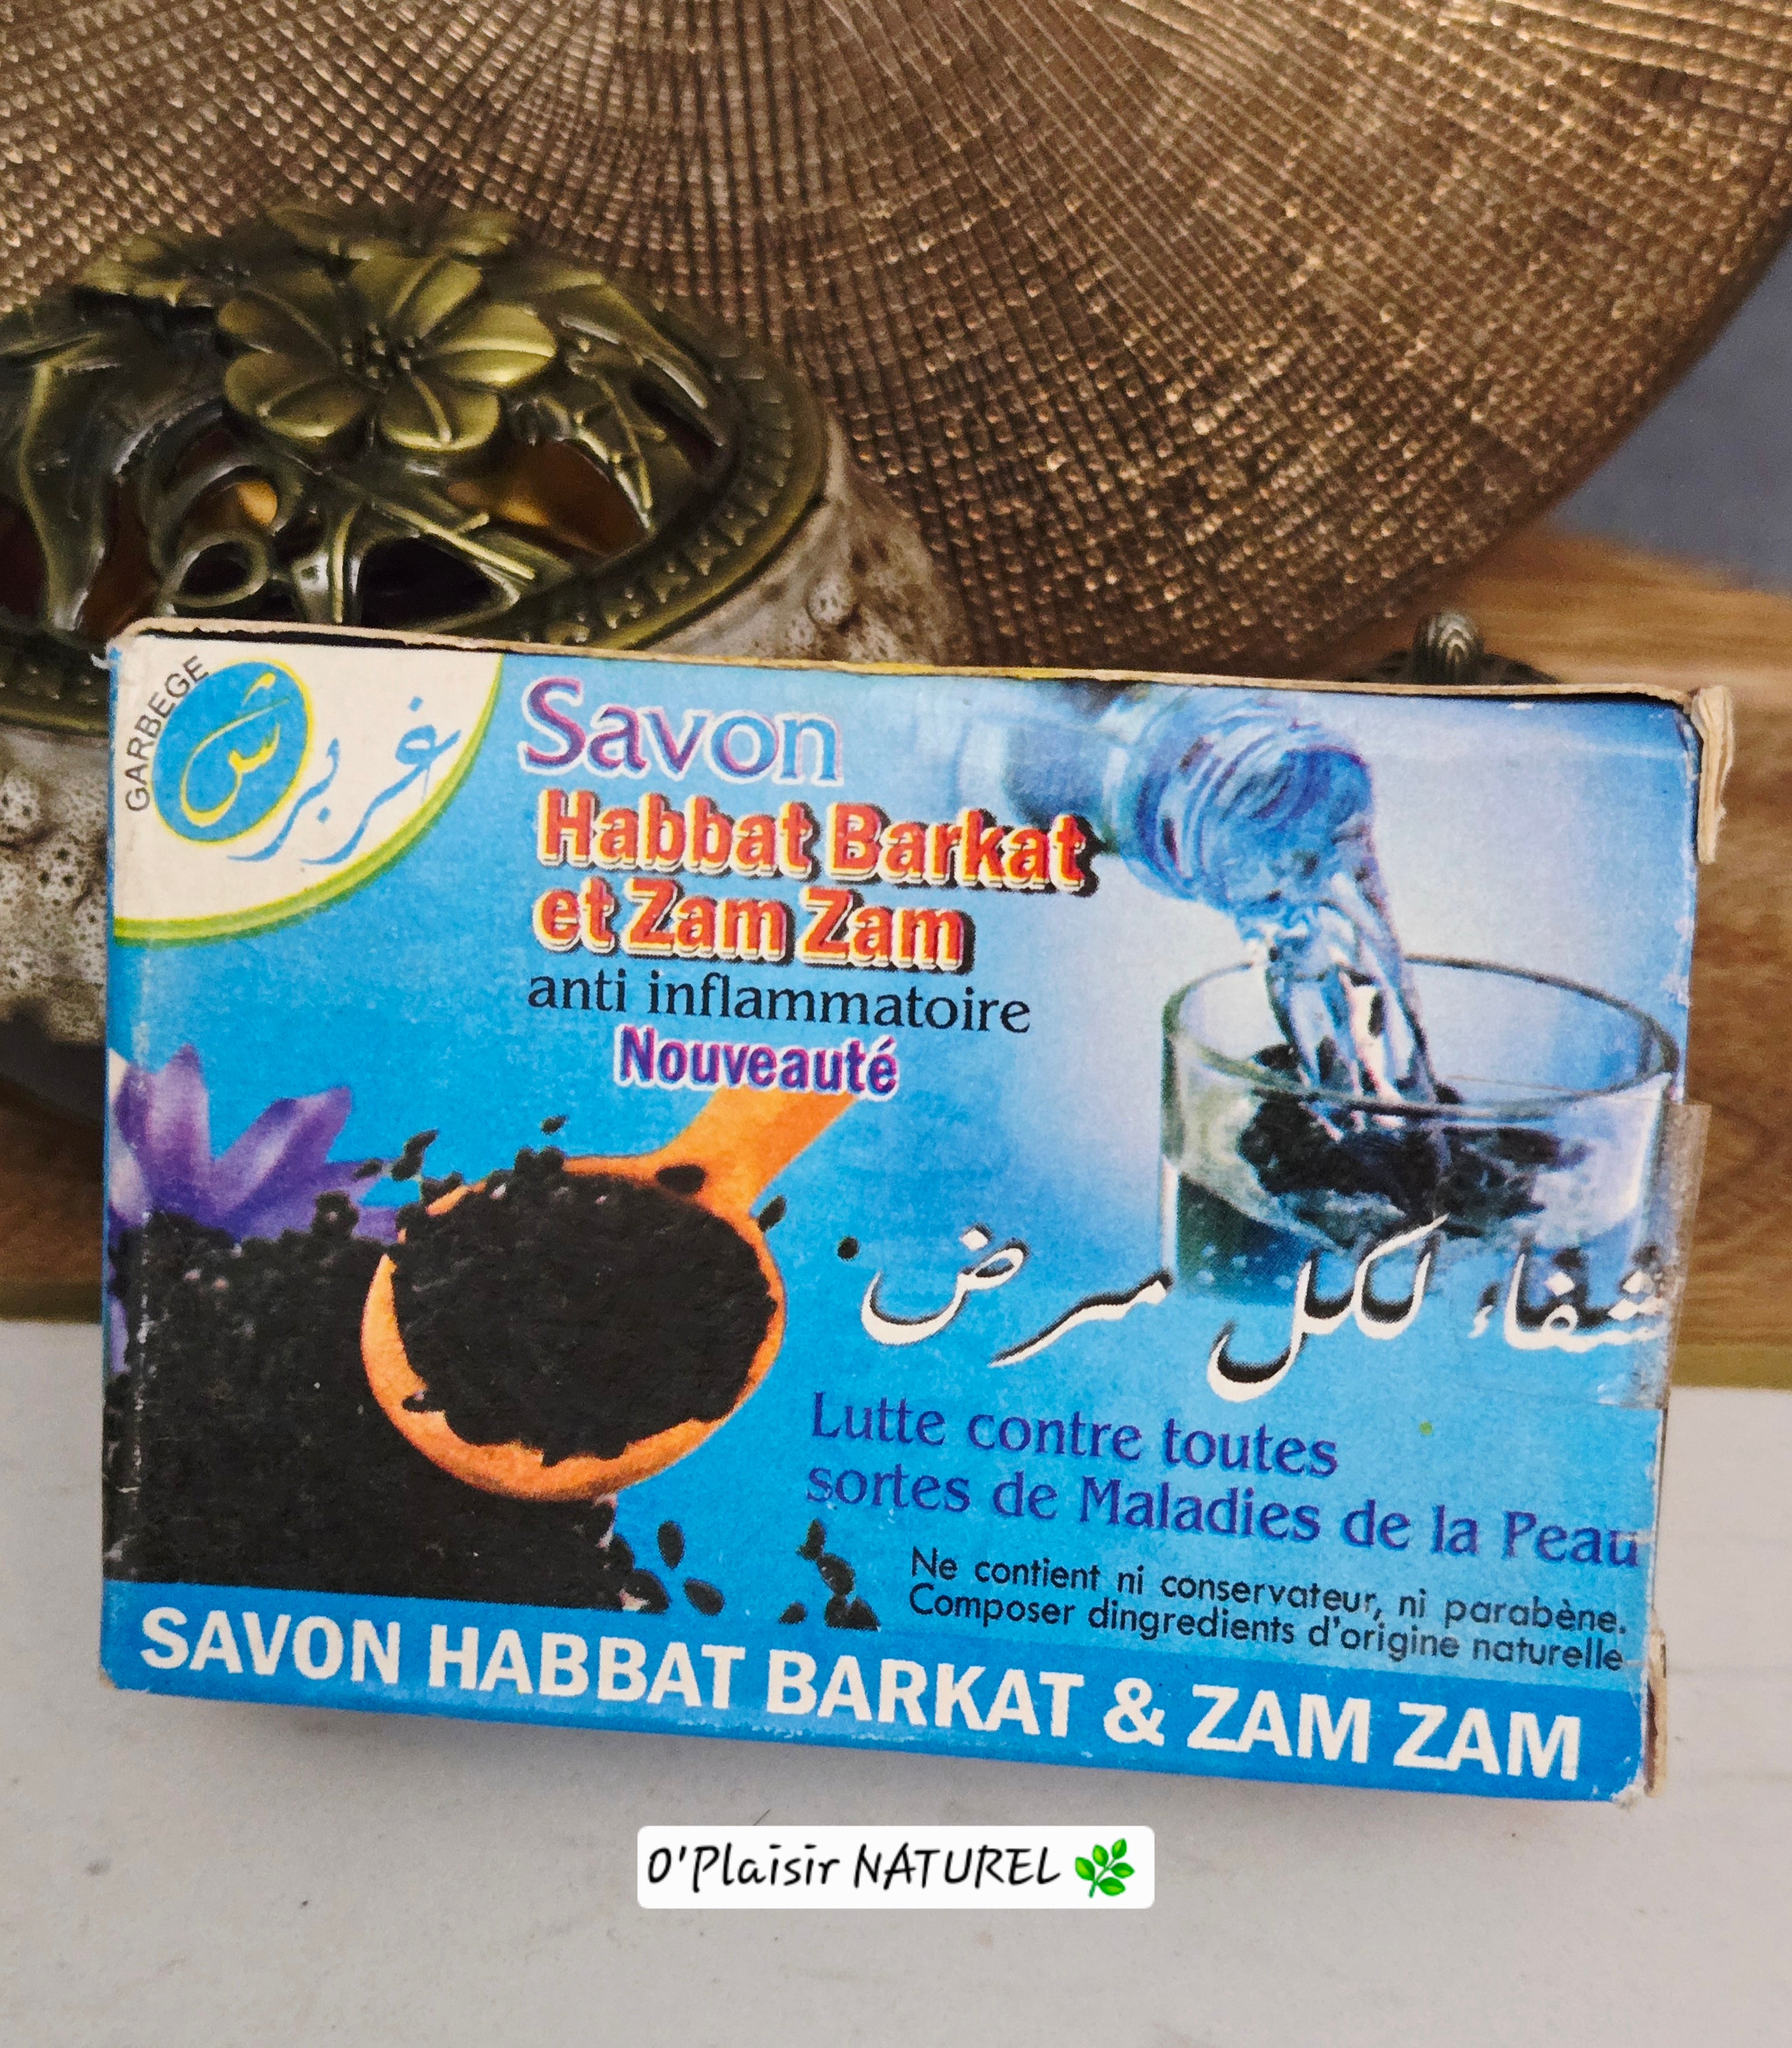 GARBEGE
غربش
Savon
Habbat Barkat
et Zam Zam
anti inflammatoire
Nouveauté
شفاء لكل مرض
Lutte contre toutes
sortes de Maladies de la Peau
Ne contient ni conservateur, ni parabène.
Composer dingredients d'origine naturelle
SAVON HABBAT BARKAT & ZAM ZAM
O'Plaisir NATUREL 🌿